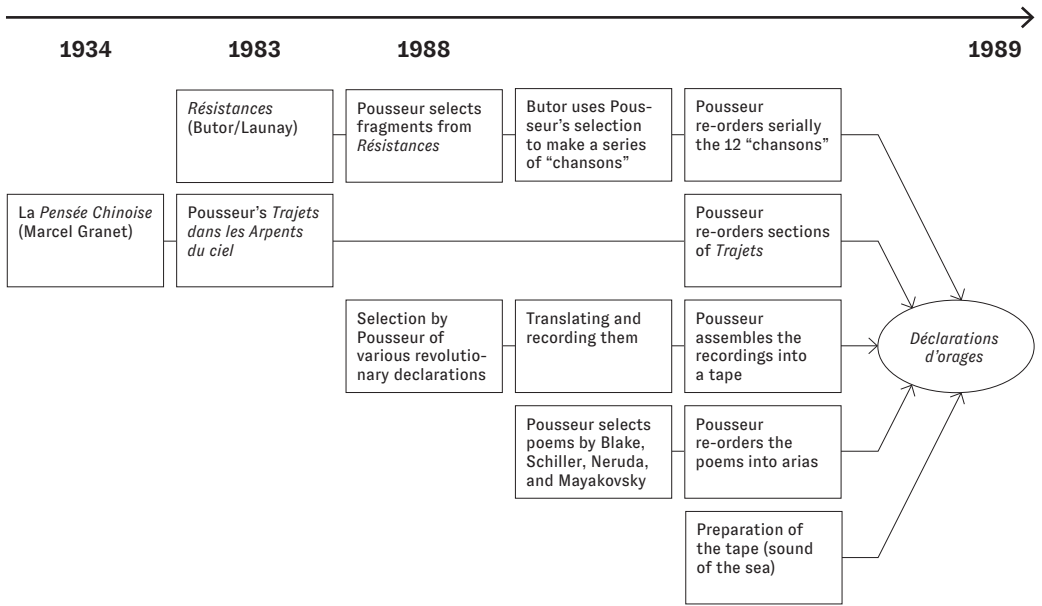 1934
1983
1988
1989
Résistances
(Butor/Launay)
Pousseur selects
fragments from
Résistances
Butor uses Pous-
seur’s selection
to make a series
of “chansons”
Pousseur
re-orders serially
the 12 “chansons”
La Pensée Chinoise
(Marcel Granet)
Pousseur’s Trajets
dans les Arpents
du ciel
Pousseur
re-orders sections
of Trajets
Selection by
Pousseur of
various revolutio-
nary declarations
Translating and
recording them
Pousseur
assembles the
recordings into
a tape
Déclarations
d’orages
Pousseur selects
poems by Blake,
Schiller, Neruda,
and Mayakovsky
Pousseur
re-orders the
poems into arias
Preparation of
the tape (sound
of the sea)